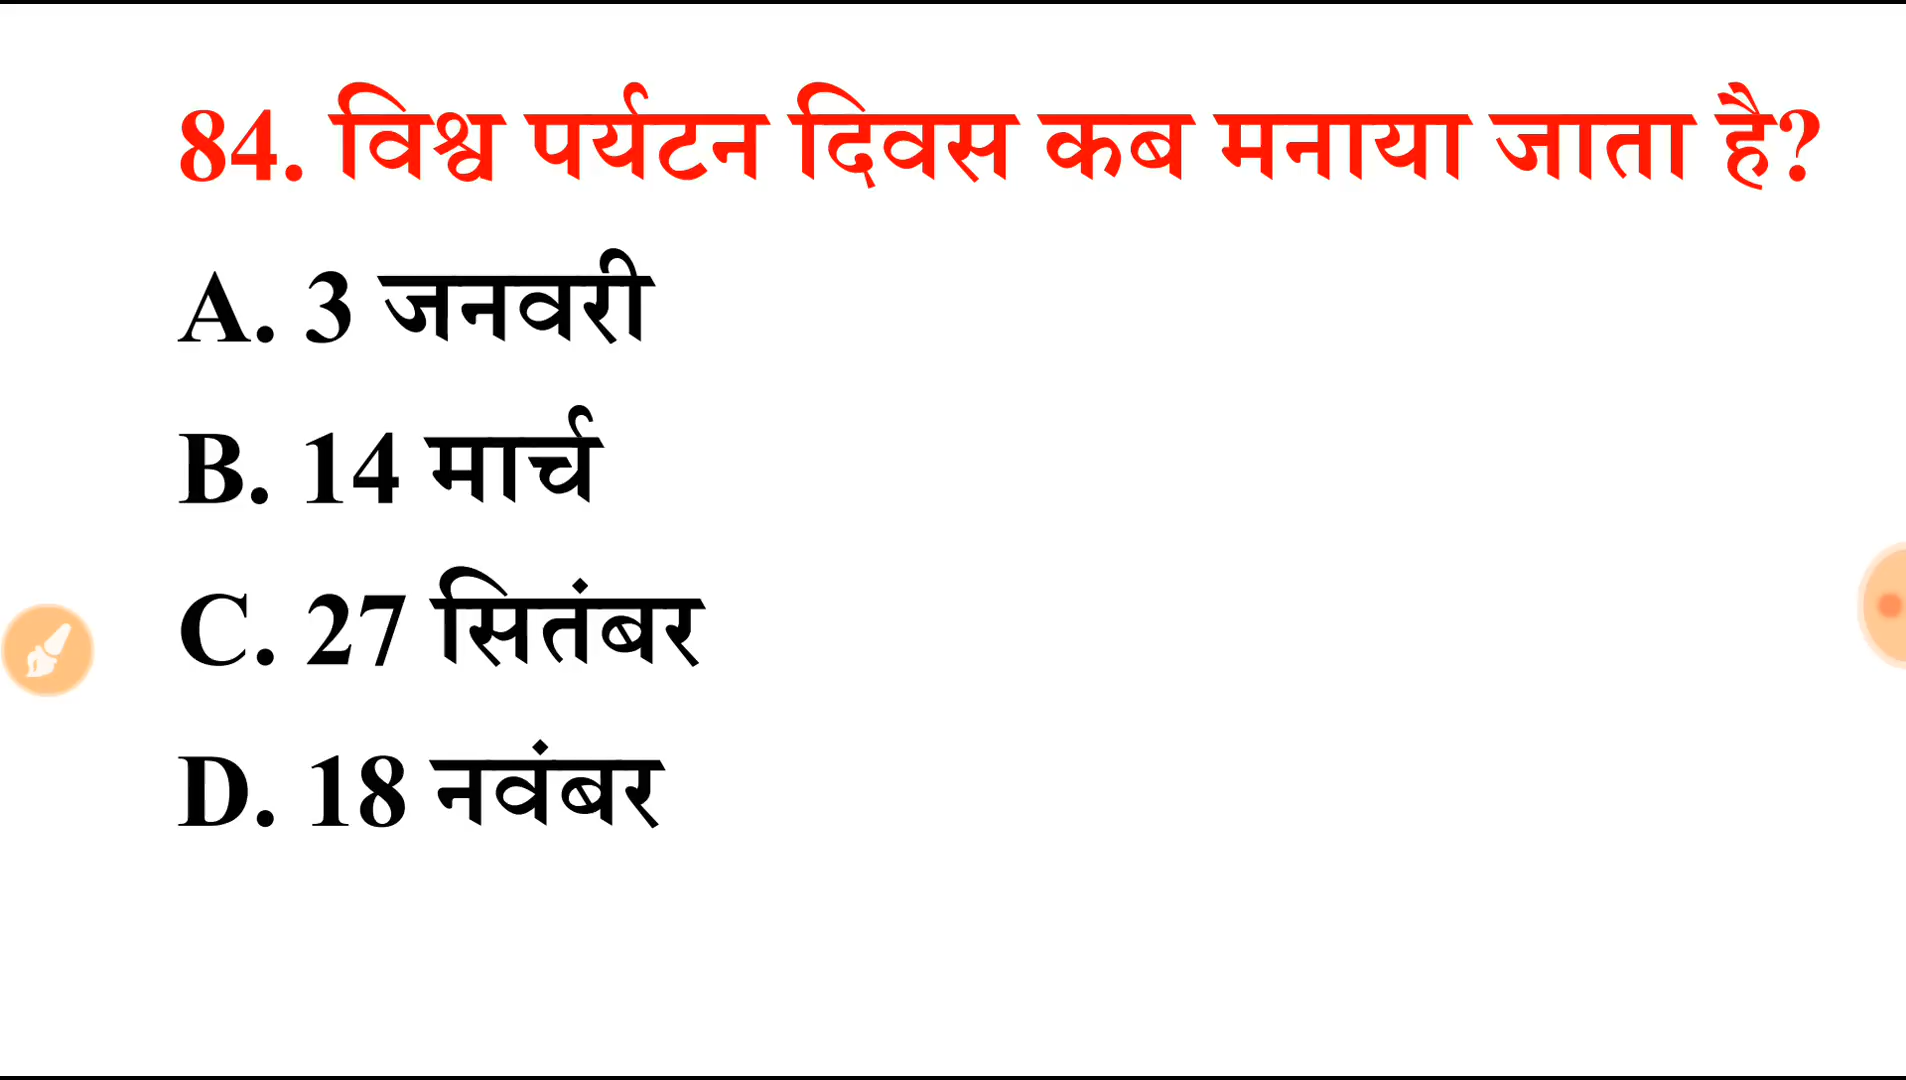 84. विश्व पर्यटन दिवस कब मनाया जाता है?
A. 3 जनवरी
B. 14 मार्च
C. 27 सितंबर
D. 18 नवंबर